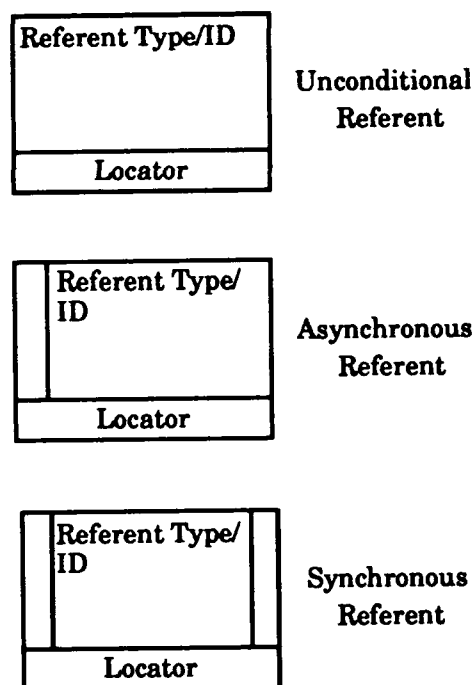 Referent Type/ID
Locator
Unconditional
Referent
Referent Type/
ID
Locator
Asynchronous
Referent
Referent Type/
ID
Locator
Synchronous
Referent